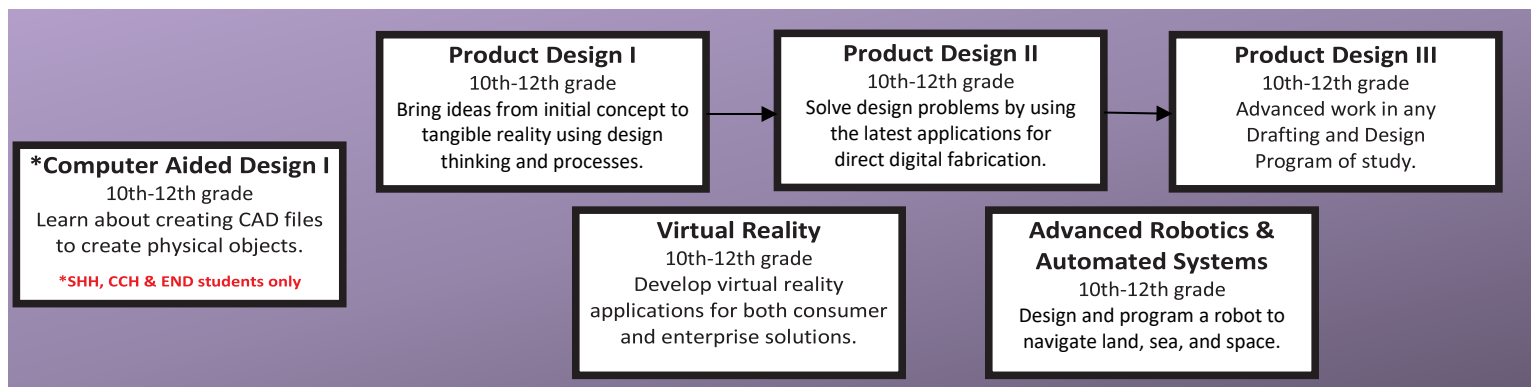 *Computer Aided Design I
10th-12th grade
Learn about creating CAD files
to create physical objects.
*SHH, CCH & END students only
Product Design I
10th-12th grade
Bring ideas from initial concept to
tangible reality using design
thinking and processes.
Product Design II
10th-12th grade
Solve design problems by using
the latest applications for
direct digital fabrication.
Product Design III
10th-12th grade
Advanced work in any
Drafting and Design
Program of study.
Virtual Reality
10th-12th grade
Develop virtual reality
applications for both consumer
and enterprise solutions.
Advanced Robotics &
Automated Systems
10th-12th grade
Design and program a robot to
navigate land, sea, and space.